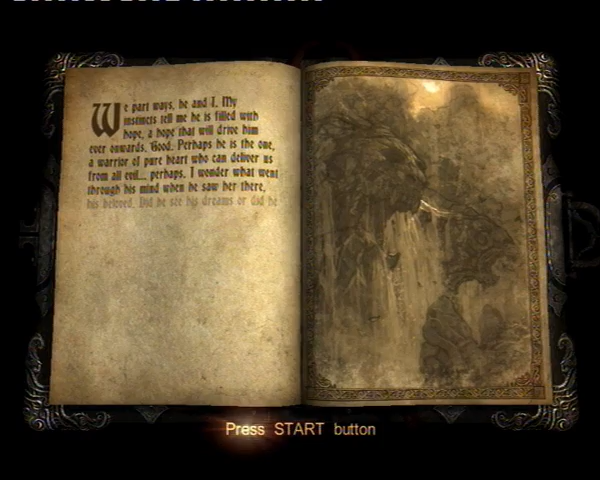 We part ways, he and I. My
instincts tell me he is filled with
hope, a hope that will drive him
ever onwards. Good. Perhaps he is the one,
a warrior of pure heart who can deliver us
from all evil... perhaps. I wonder what went
through his mind when he saw her there,
his beloved. Did he see his dreams or did he
Press START button